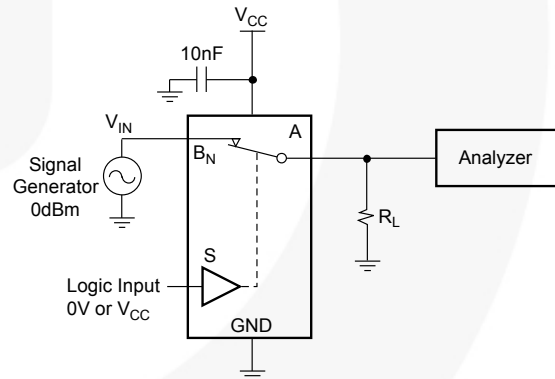 V_CC
10nF
V_IN
A
B_N
Analyzer
Signal
Generator
0dBm
R_L
S
Logic Input
0V or V_CC
GND